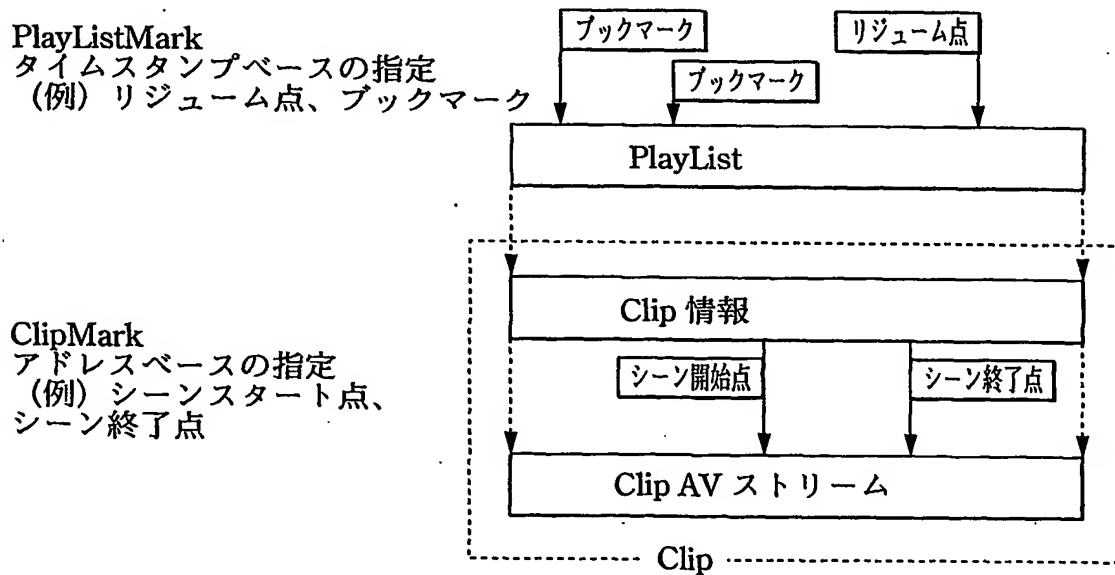 PlayListMark
タイムスタンプベースの指定
（例）リジューム点、ブックマーク
ブックマーク
リジューム点
ブックマーク
PlayList
ClipMark
アドレスベースの指定
（例）シーンスタート点、
シーン終了点
Clip 情報
シーン開始点
シーン終了点
Clip AV ストリーム
Clip